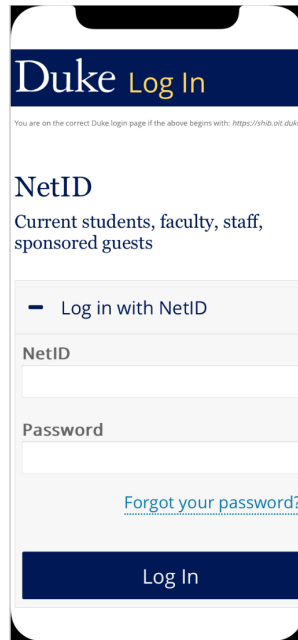 Duke Log In
You are on the correct Duke login page if the above begins with: https://shib.oit.duke
NetID
Current students, faculty, staff,
sponsored guests
Log in with NetID
NetID
Password
Forgot your password?
Log In